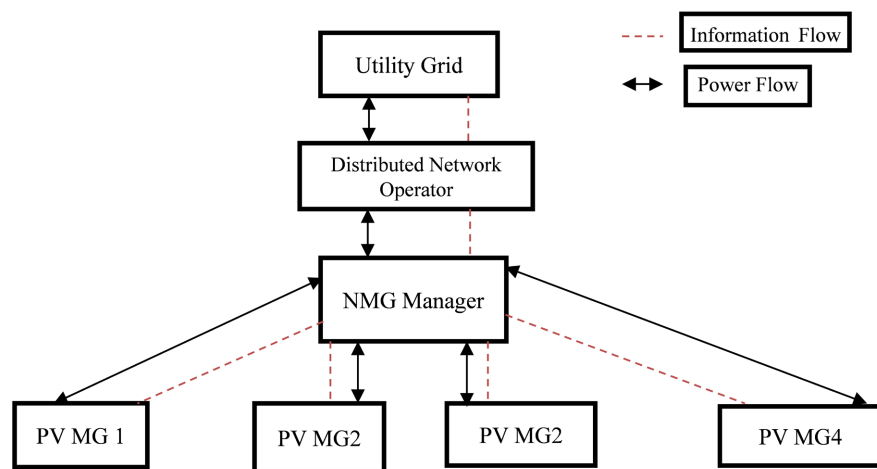 Information Flow
Utility Grid
Power Flow
Distributed Network
Operator
NMG Manager
PV MG 1
PV MG2
PV MG2
PV MG4